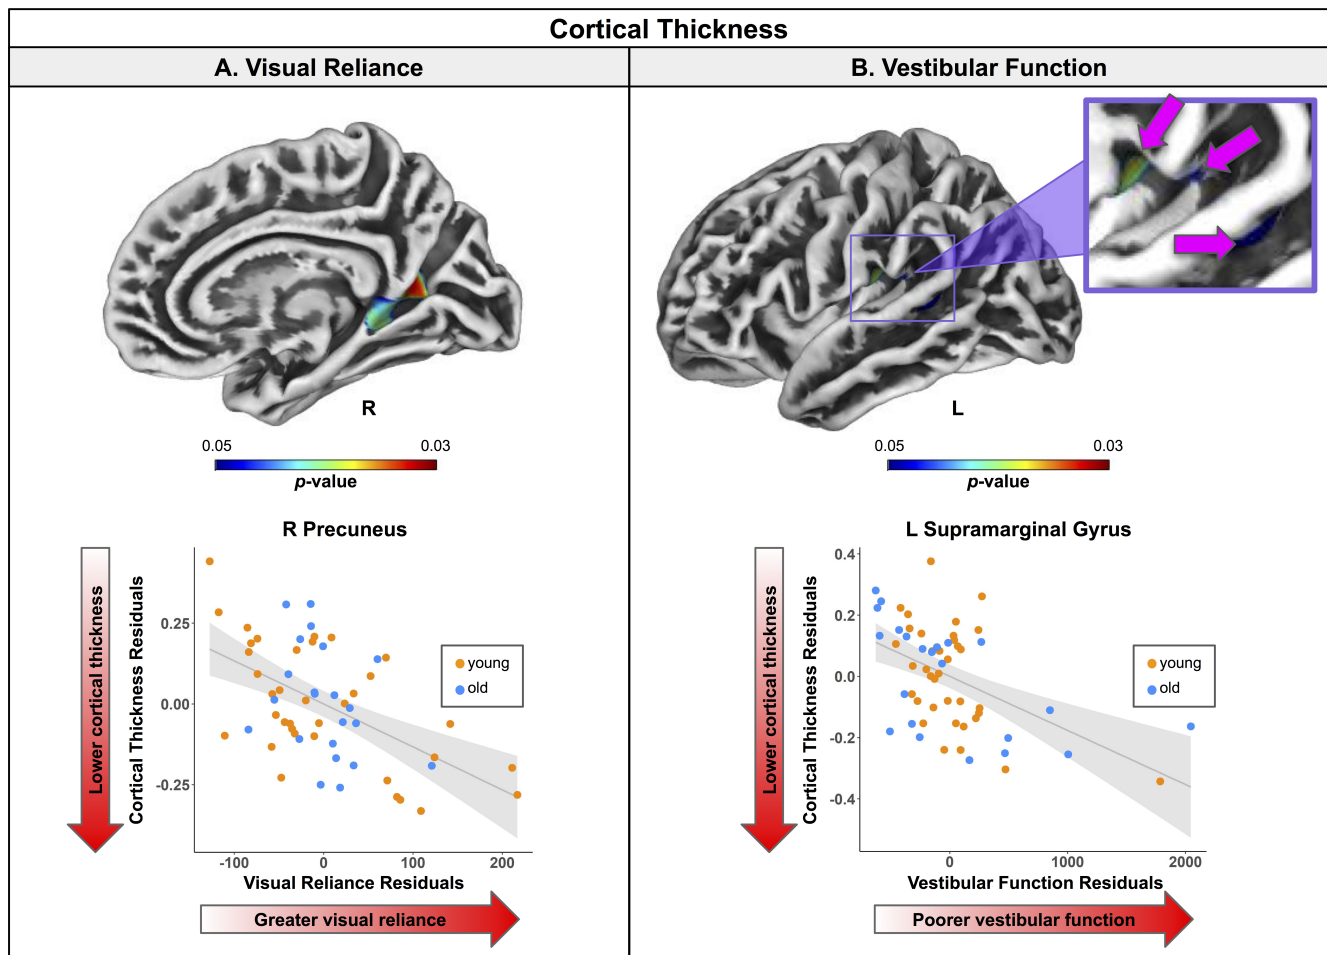 Cortical Thickness
A. Visual Reliance
B. Vestibular Function
R
0.05
0.03
p-value
L
0.05
0.03
p-value
R Precuneus
Lower cortical thickness
Cortical Thickness Residuals
0.25
0.00
-0.25
young
old
-100
0
100
200
Visual Reliance Residuals
Greater visual reliance
L Supramarginal Gyrus
Lower cortical thickness
Cortical Thickness Residuals
0.4
0.2
0.0
-0.2
-0.4
young
old
0
1000
2000
Vestibular Function Residuals
Poorer vestibular function